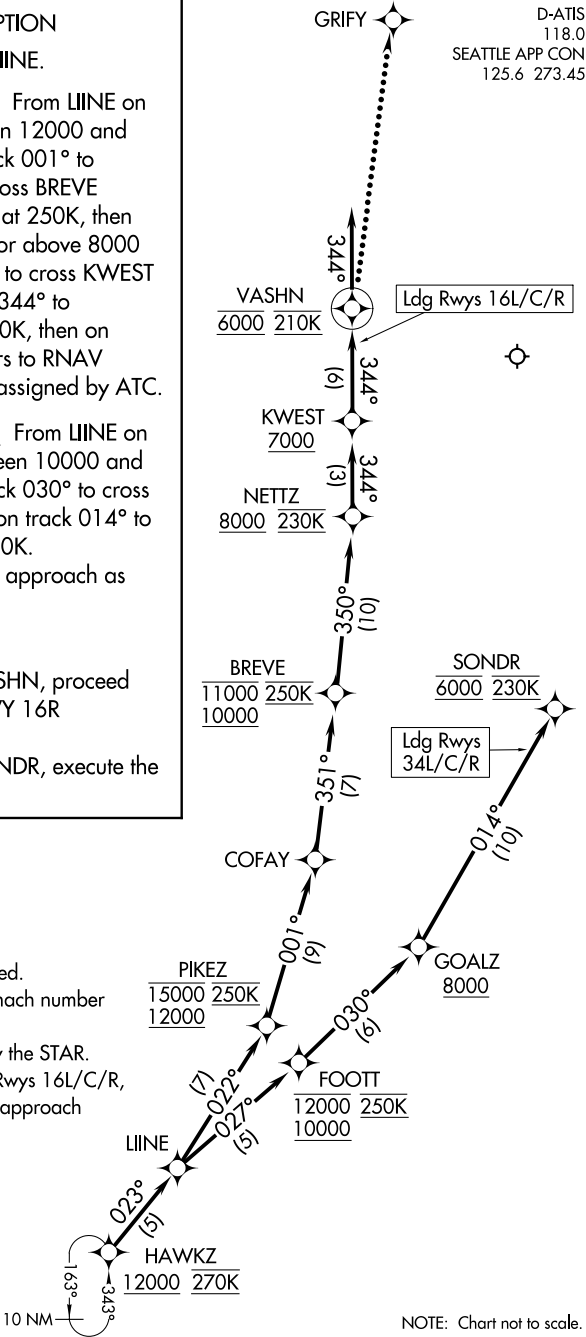 PTION
IINE.
From LIINE on
n 12000 and
ck 001° to
oss BREVE
at 250K, then
or above 8000
to cross KWEST
344° to
0K, then on
rs to RNAV
assigned by ATC.
From LIINE on
een 10000 and
ck 030° to cross
on track 014° to
0K.
approach as
SHN, proceed
VY 16R
NDR, execute the
ed.
nach number
y the STAR.
Rwys 16L/C/R,
approach
D-ATIS
118.0
SEATTLE APP CON
125.6 273.45
GRIFY
344°
VASHN
6000 210K
Ldg Rwys 16L/C/R
344°
(6)
KWEST
7000
344°
(3)
NETTZ
8000 230K
350°
(10)
BREVE
11000 250K
10000
SONDR
6000 230K
Ldg Rwys
34L/C/R
351°
(7)
014°
(10)
COFAY
001°
(9)
GOALZ
8000
PIKEZ
15000 250K
12000
030°
(6)
FOOTT
12000 250K
10000
022°
(7)
027°
(5)
LIINE
023°
(5)
HAWKZ
12000 270K
163°
343°
10 NM
NOTE: Chart not to scale.